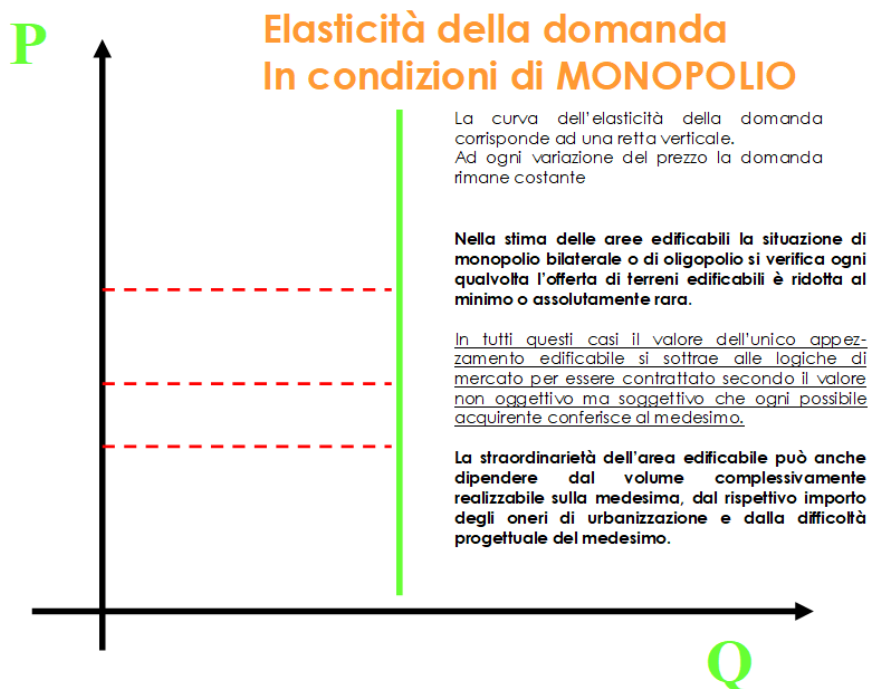 P
Elasticità della domanda
In condizioni di MONOPOLIO
La curva dell'elasticità della domanda
corrisponde ad una retta verticale.
Ad ogni variazione del prezzo la domanda
rimane costante
Nella stima delle aree edificabili la situazione di
monopolio bilaterale o di oligopolio si verifica ogni
qualvolta l'offerta di terreni edificabili è ridotta al
minimo o assolutamente rara.
In tutti questi casi il valore dell'unico appez-
zamento edificabile si sottrae alle logiche di
mercato per essere contrattato secondo il valore
non oggettivo ma soggettivo che ogni possibile
acquirente conferisce al medesimo.
La straordinarietà dell'area edificabile può anche
dipendere dal volume complessivamente
realizzabile sulla medesima, dal rispettivo importo
degli oneri di urbanizzazione e dalla difficoltà
progettuale del medesimo.
Q